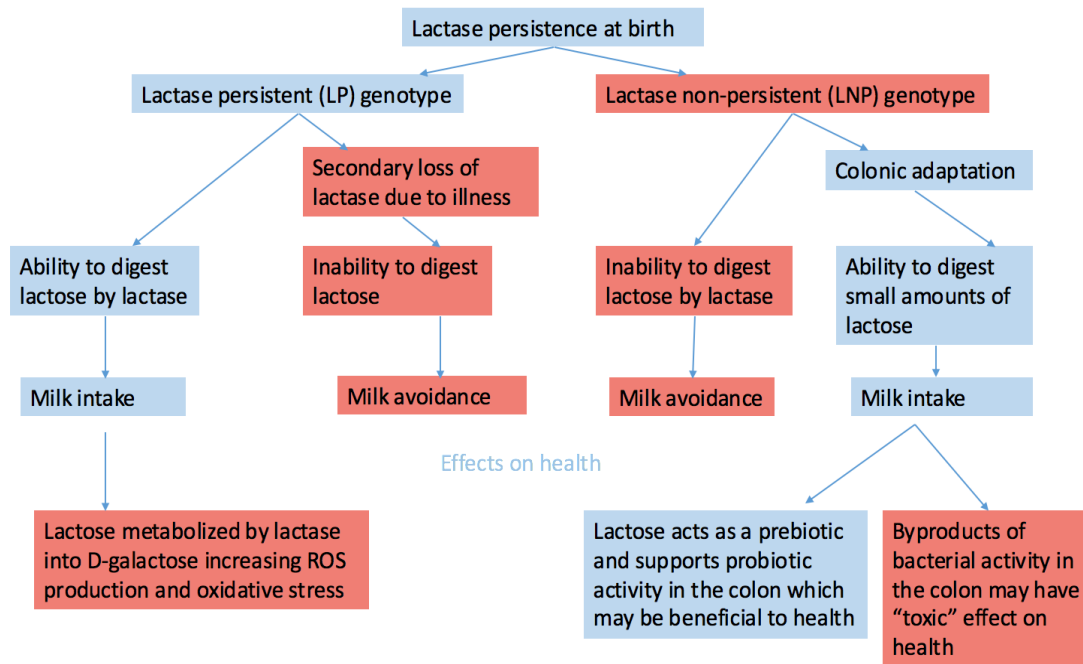 Lactase persistence at birth
Lactase persistent (LP) genotype
Lactase non-persistent (LNP) genotype
Secondary loss of
lactase due to illness
Colonic adaptation
Ability to digest
lactose by lactase
Inability to digest
lactose
Inability to digest
lactose by lactase
Ability to digest
small amounts of
lactose
Milk intake
Milk avoidance
Milk avoidance
Milk intake
Effects on health
Lactose metabolized by lactase
into D-galactose increasing ROS
production and oxidative stress
Lactose acts as a prebiotic
and supports probiotic
activity in the colon which
may be beneficial to health
Byproducts of
bacterial activity in
the colon may have
“toxic” effect on
health